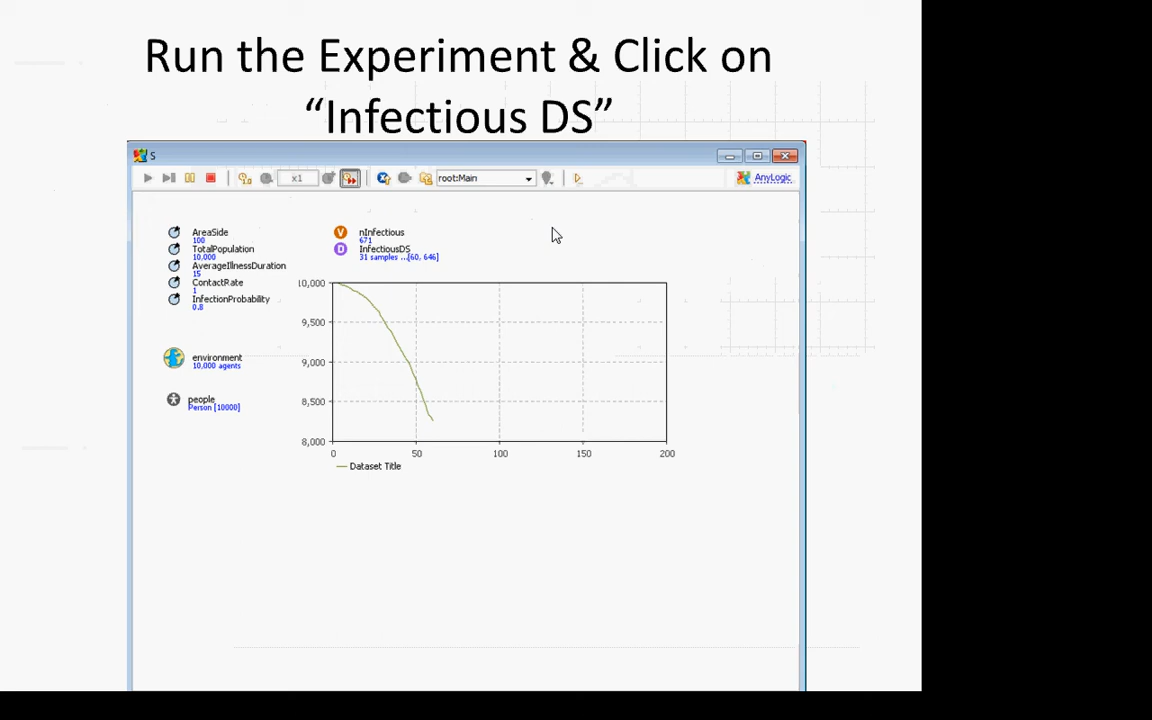 Run the Experiment & Click on
“Infectious DS”
S
x1
root:Main
AnyLogic
AreaSide
100
TotalPopulation
10,000
AverageIllnessDuration
15
ContactRate
1
InfectionProbability
0.8
nInfectious
671
InfectiousDS
31 samples ...[60, 646]
environment
10,000 agents
people
Person [10000]
10,000
9,500
9,000
8,500
8,000
0 50 100 150 200
Dataset Title